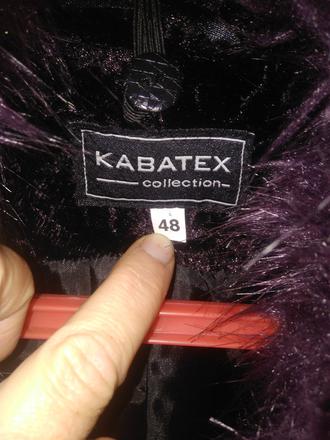 KABATEX
collection
48